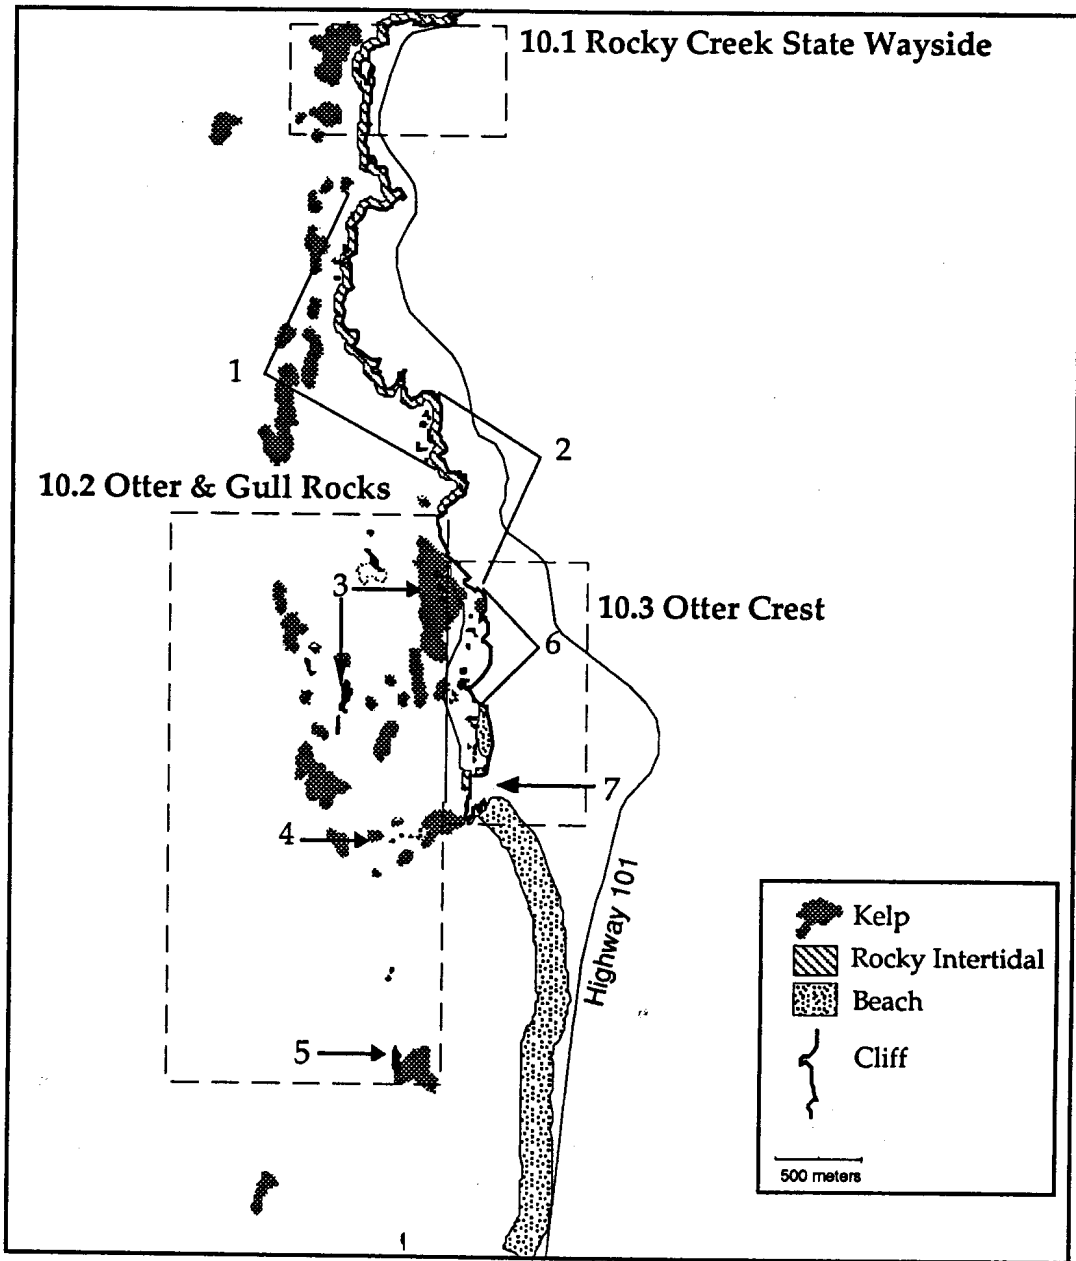 10.1 Rocky Creek State Wayside
1
2
10.2 Otter & Gull Rocks
3
10.3 Otter Crest
6
7
4
Highway 101
5
Kelp
Rocky Intertidal
Beach
Cliff
500 meters